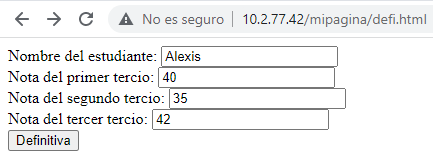 No es seguro 10.2.77.42/mipagina/defi.html
Nombre del estudiante: Alexis
Nota del primer tercio: 40
Nota del segundo tercio: 35
Nota del tercer tercio: 42
Definitiva